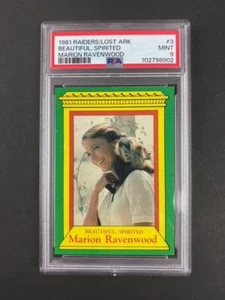 1981 RAIDERS/LOST ARK #3
BEAUTIFUL, SPIRITED MINT
MARION RAVENWOOD 9
PSA 102798902
BEAUTIFUL, SPIRITED
Marion Ravenwood